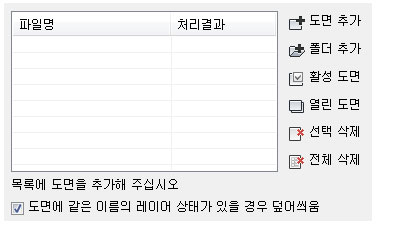 파일명 처리결과
도면 추가
폴더 추가
활성 도면
열린 도면
선택 삭제
전체 삭제
목록에 도면을 추가해 주십시오
도면에 같은 이름의 레이어 상태가 있을 경우 덮어씌움